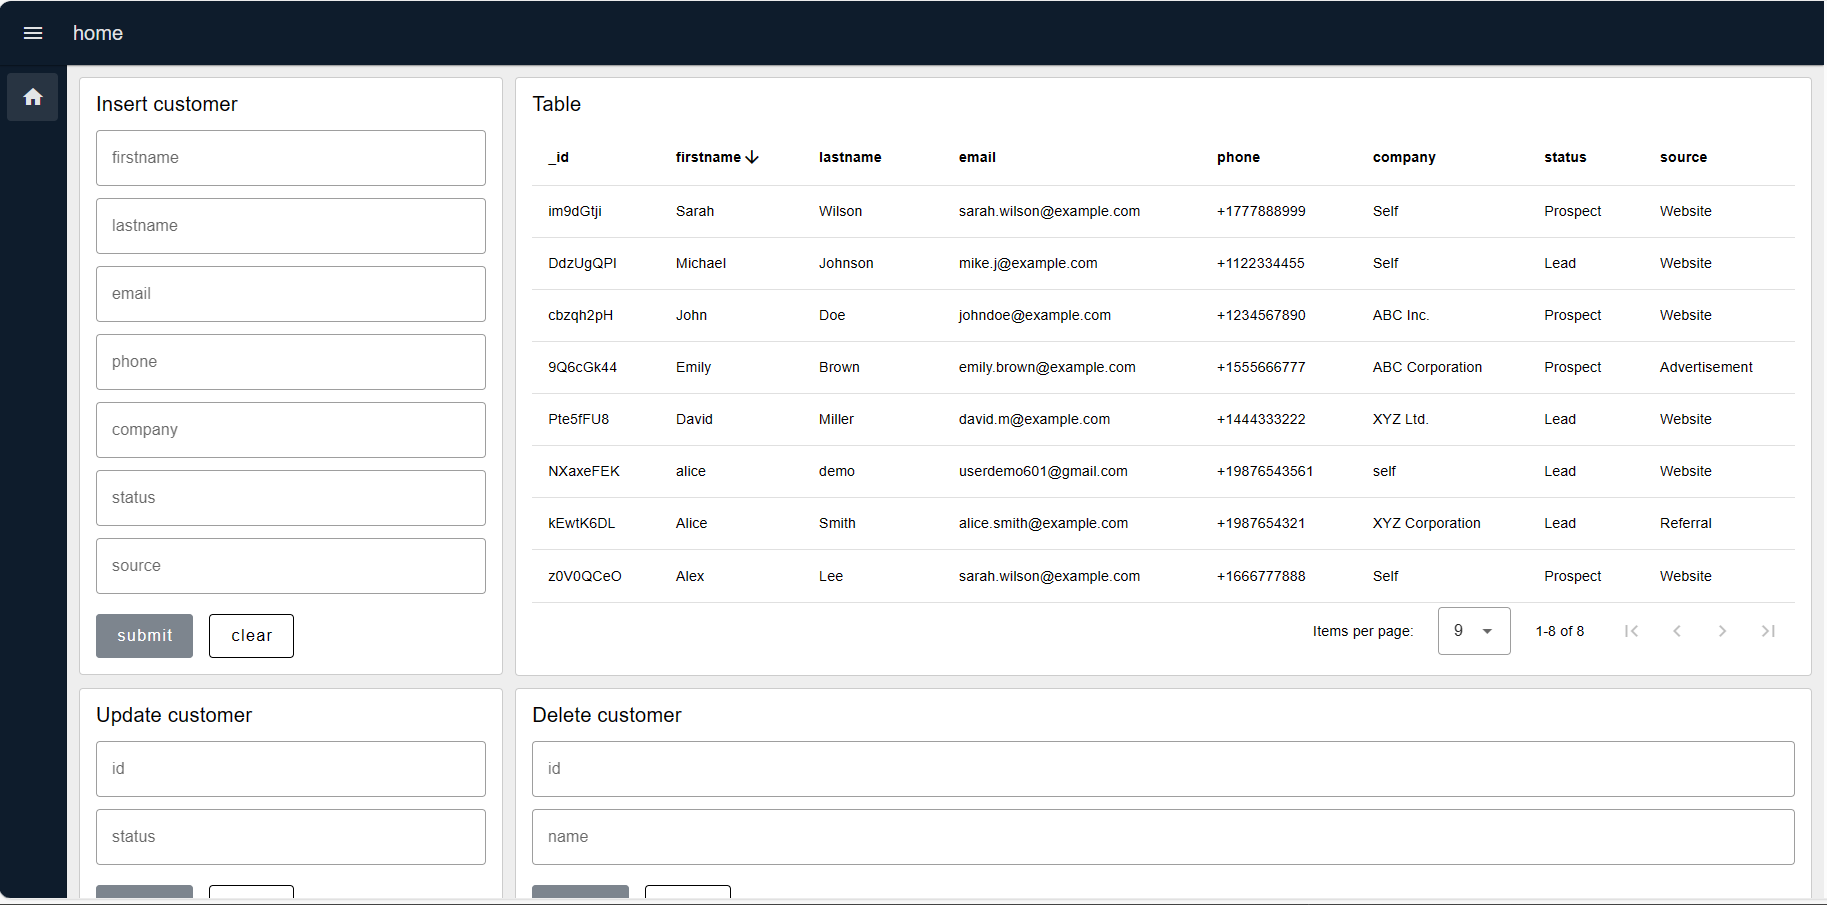 home
Insert customer
firstname
lastname
email
phone
company
status
source
submit clear
Table
_id firstname lastname email phone company status source
im9dGtji Sarah Wilson sarah.wilson@example.com +1777888999 Self Prospect Website
DdzUgQPI Michael Johnson mike.j@example.com +1122334455 Self Lead Website
cbzqh2pH John Doe johndoe@example.com +1234567890 ABC Inc. Prospect Website
9Q6cGk44 Emily Brown emily.brown@example.com +1555666777 ABC Corporation Prospect Advertisement
Pte5fFU8 David Miller david.m@example.com +1444333222 XYZ Ltd. Lead Website
NXaxeFEK alice demo userdemo601@gmail.com +19876543561 self Lead Website
kEwtK6DL Alice Smith alice.smith@example.com +1987654321 XYZ Corporation Lead Referral
z0V0QCeO Alex Lee sarah.wilson@example.com +1666777888 Self Prospect Website
Items per page: 9 1-8 of 8
Update customer
id
status
Delete customer
id
name